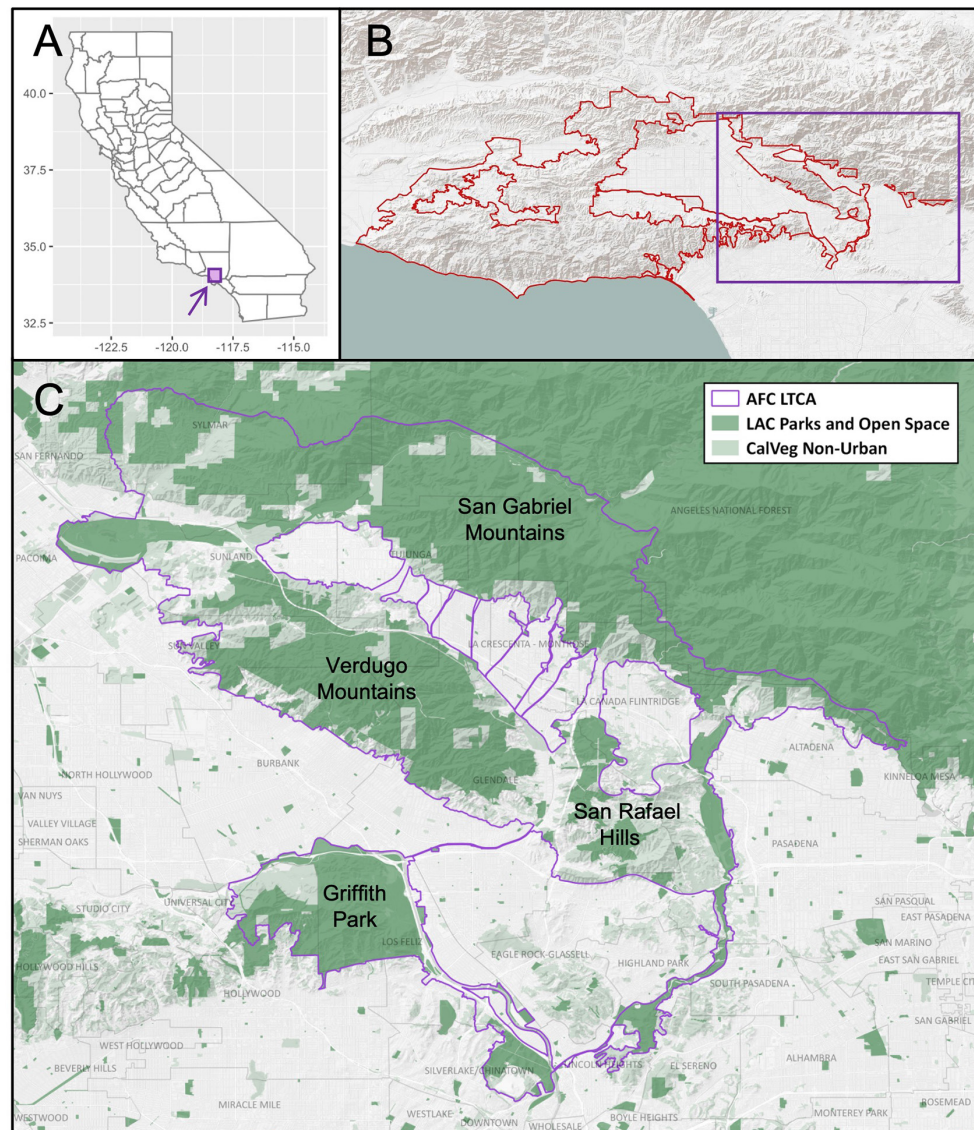 A
40.0
37.5
35.0
32.5
-122.5
-120.0
-117.5
-115.0
B
C
AFC LTCA
LAC Parks and Open Space
CalVeg Non-Urban
SYLMAR
SAN FERNANDO
San Gabriel
Mountains
ANGELES NATIONAL FOREST
PACOIMA
SUNLAND
TUJUNGA
SUN VALLEY
LA CRESCENTA - MONTROSE
Verdugo
Mountains
LA CANADA FLINTRIDGE
ALTADENA
BURBANK
NORTH HOLLYWOOD
GLENDALE
KINNELOA MESA
VAN NUYS
San Rafael
Hills
VALLEY VILLAGE
SHERMAN OAKS
PASADENA
Griffith
Park
STUDIO CITY
UNIVERSAL CITY
SAN PASQUAL
EAST PASADENA
LOS FELIZ
SAN MARINO
EAGLE ROCK-GLASSELL
HIGHLAND PARK
EAST SAN GABRIEL
HOLLYWOOD HILLS
SOUTH PASADENA
TEMPLE CIT
HOLLYWOOD
SAN GABRIEL
WEST HOLLYWOOD
ALHAMBRA
BEVERLY HILLS
SILVERLAKE/CHINATOWN
LINCOLN HEIGHTS
EL SERENO
ROSEMEAD
MIRACLE MILE
WESTLAKE
MONTEREY PARK
WESTWOOD
DOWNTOWN
BOYLE HEIGHTS
WHOLESALE